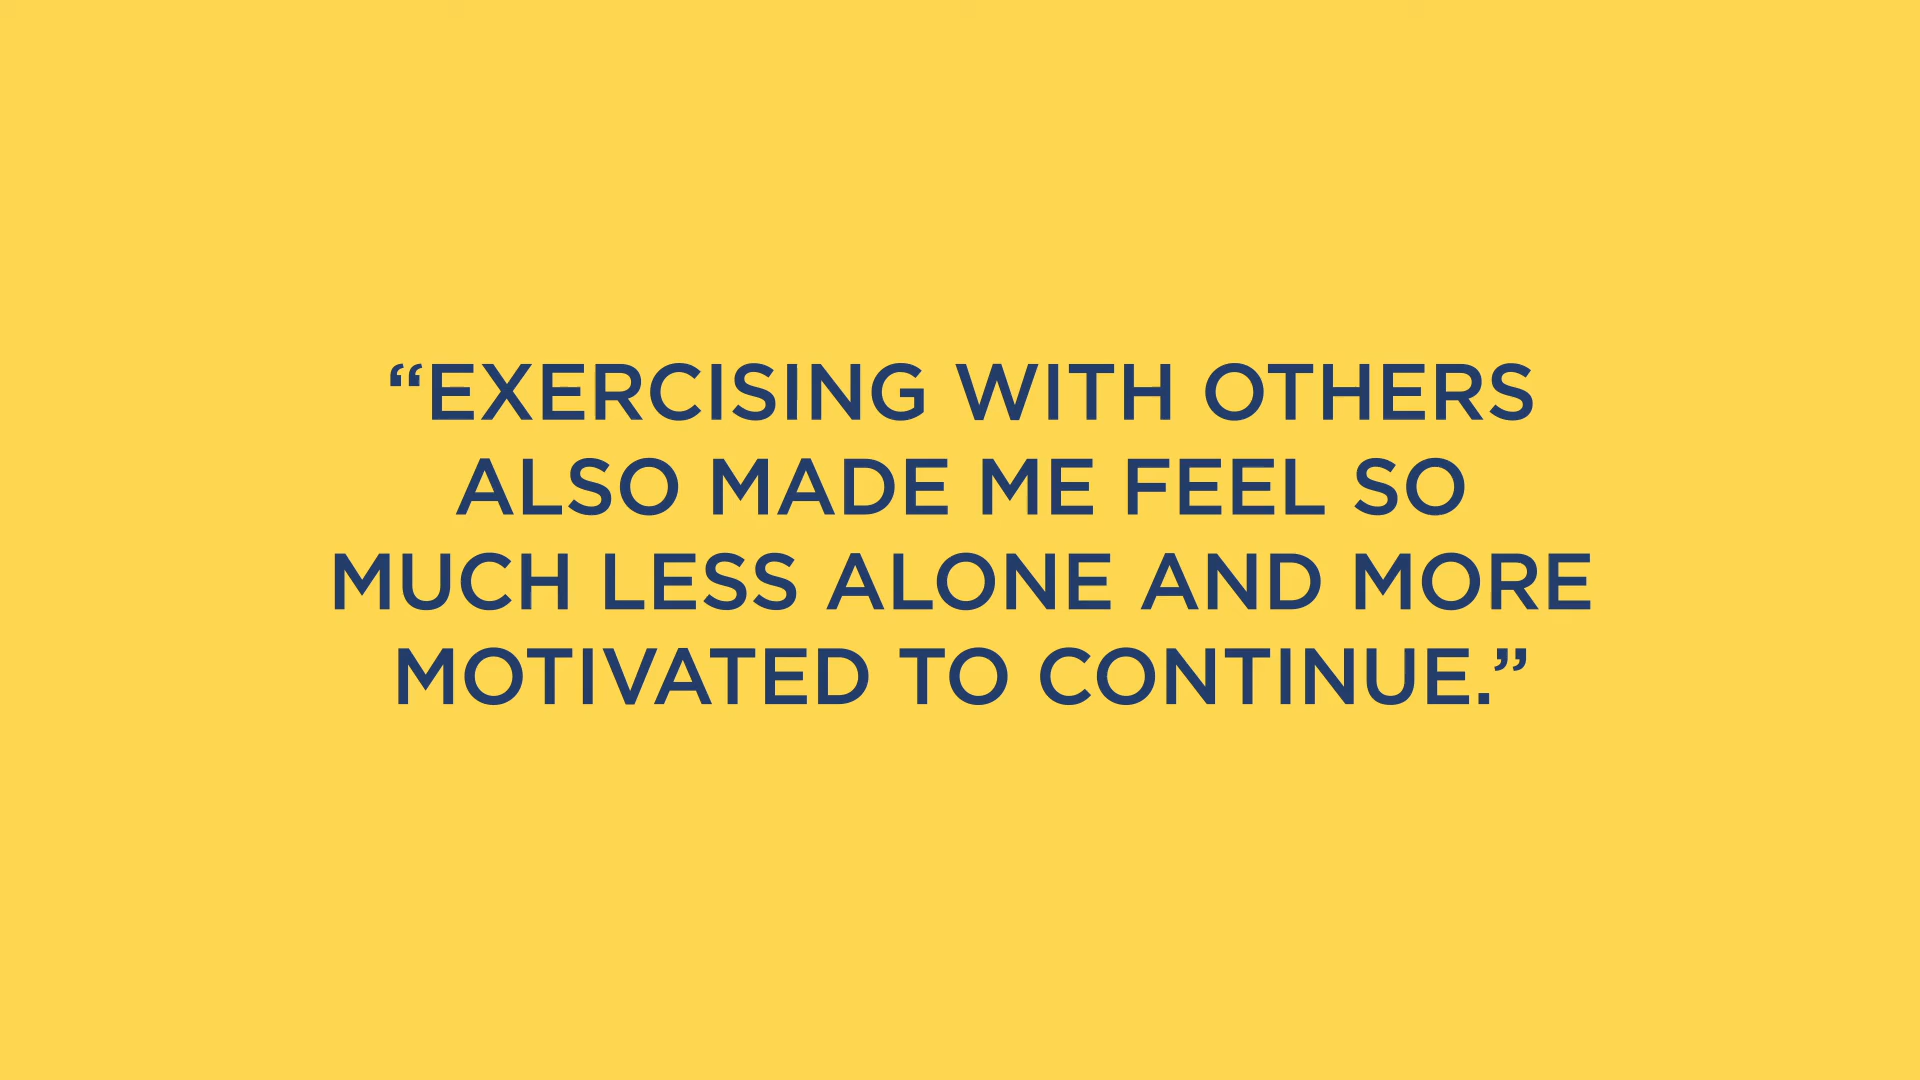 “EXERCISING WITH OTHERS
ALSO MADE ME FEEL SO
MUCH LESS ALONE AND MORE
MOTIVATED TO CONTINUE.”